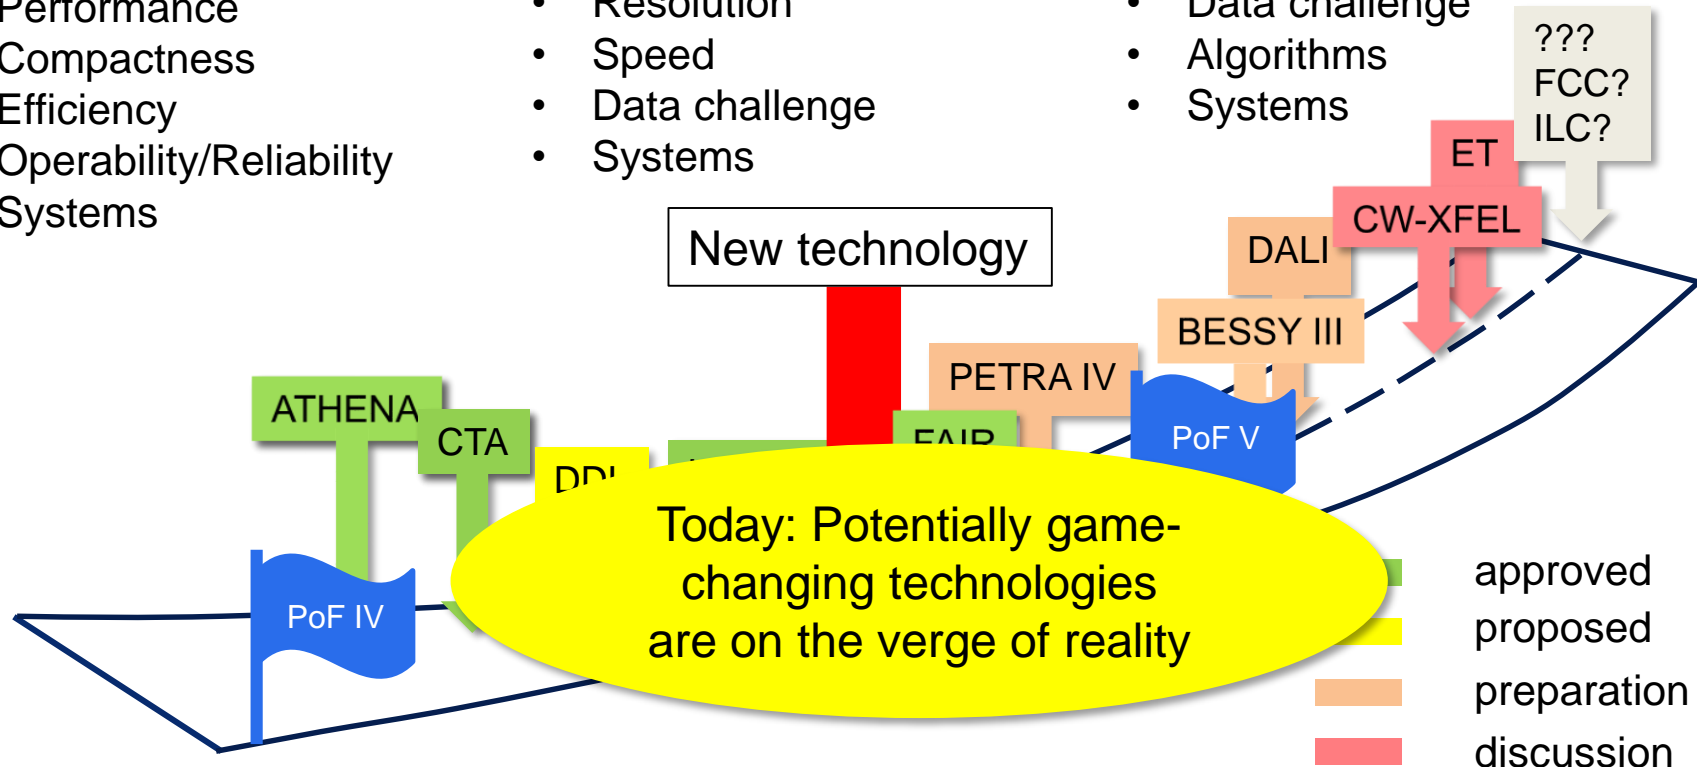 Performance
Compactness
Efficiency
Operability/Reliability
Systems
• Resolution
• Speed
• Data challenge
• Systems
• Data challenge
• Algorithms
• Systems
???
FCC?
ILC?
ET
CW-XFEL
DALI
BESSY III
New technology
PETRA IV
PoF V
ATHENA
CTA
FAIR
PoF IV
Today: Potentially game-
changing technologies
are on the verge of reality
approved
proposed
preparation
discussion